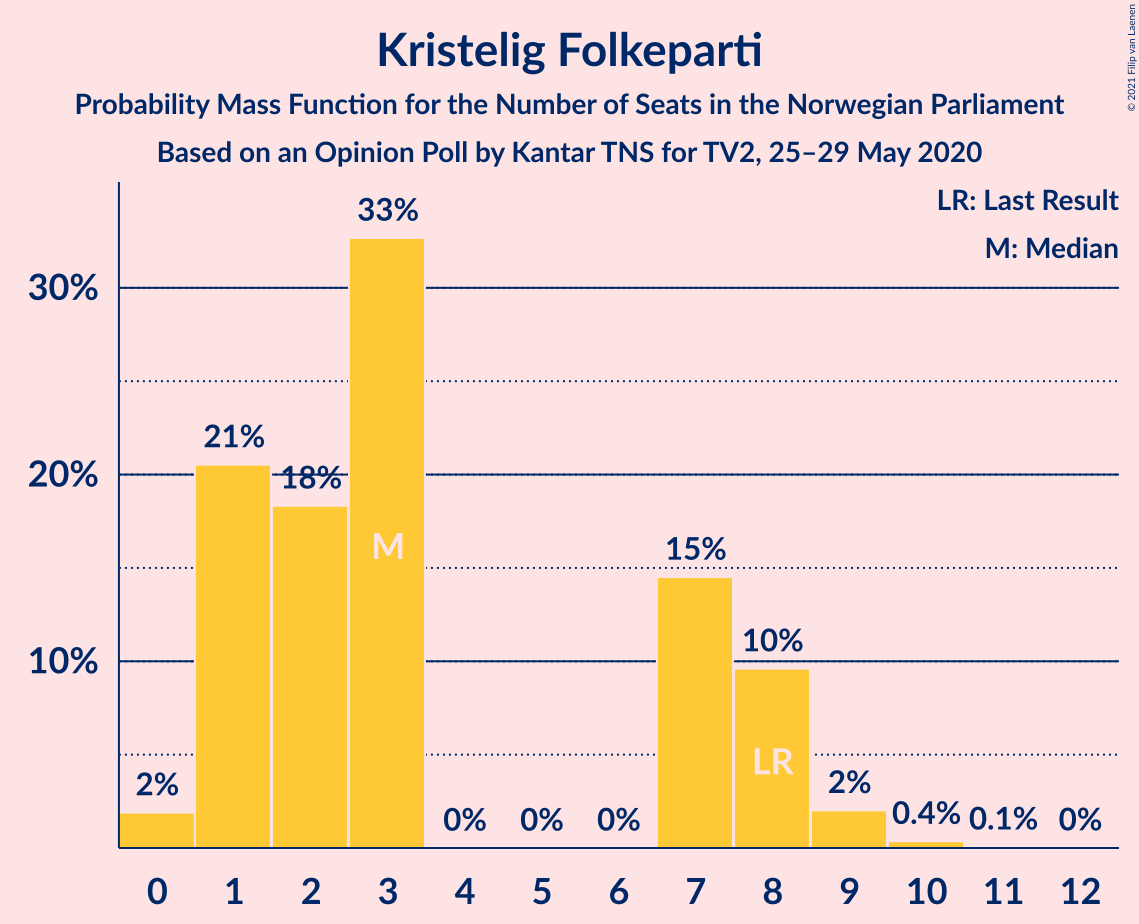 Kristelig Folkeparti
Probability Mass Function for the Number of Seats in the Norwegian Parliament
Based on an Opinion Poll by Kantar TNS for TV2, 25–29 May 2020
© 2021 Filip van Laenen
LR: Last Result
M: Median
33%
30%
21%
20%
18%
M
15%
10%
10%
LR
2%
2%
0%
0%
0%
0.4%
0.1%
0%
0 1 2 3 4 5 6 7 8 9 10 11 12